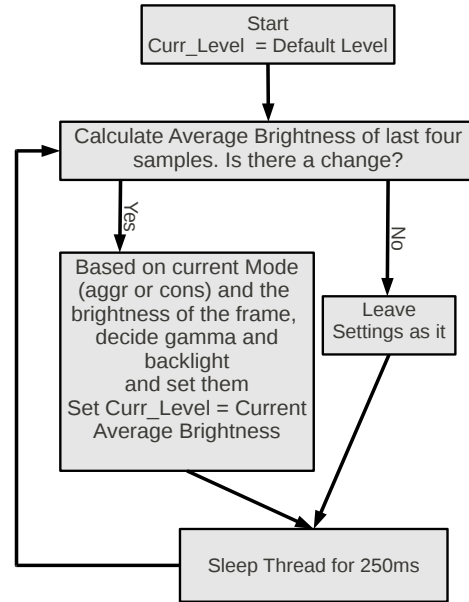 Start
Curr_Level = Default Level
Calculate Average Brightness of last four
samples. Is there a change?
Yes
No
Based on current Mode
(aggr or cons) and the
brightness of the frame,
decide gamma and
backlight
and set them
Set Curr_Level = Current
Average Brightness
Leave
Settings as it
Sleep Thread for 250ms